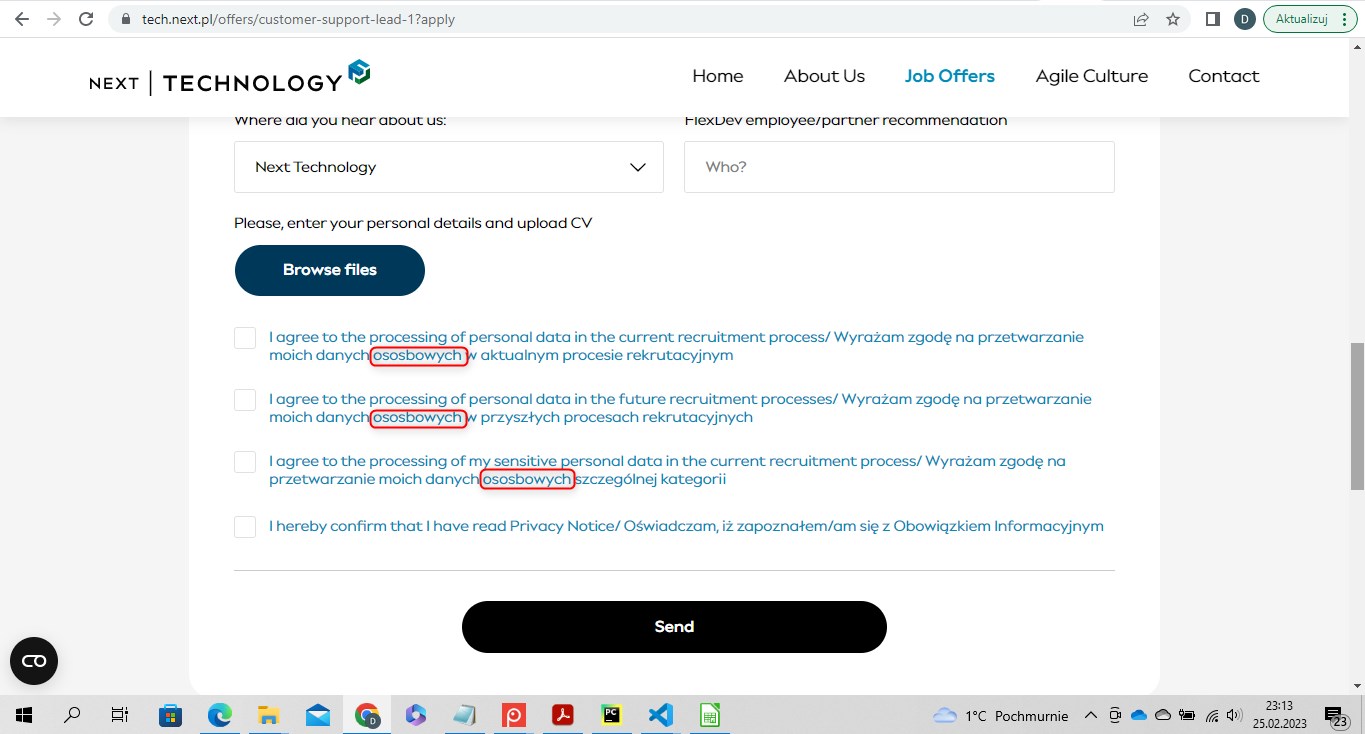 tech.next.pl/offers/customer-support-lead-1?apply
D
Aktualizuj
NEXT | TECHNOLOGY
Home
About Us
Job Offers
Agile Culture
Contact
Where did you hear about us:
FlexDev employee/partner recommendation
Next Technology
Who?
Please, enter your personal details and upload CV
Browse files
I agree to the processing of personal data in the current recruitment process/ Wyrażam zgodę na przetwarzanie
moich danych ososbowych w aktualnym procesie rekrutacyjnym
I agree to the processing of personal data in the future recruitment processes/ Wyrażam zgodę na przetwarzanie
moich danych ososbowych w przyszłych procesach rekrutacyjnych
I agree to the processing of my sensitive personal data in the current recruitment process/ Wyrażam zgodę na
przetwarzanie moich danych ososbowych szczególnej kategorii
I hereby confirm that I have read Privacy Notice/ Oświadczam, iż zapoznałem/am się z Obowiązkiem Informacyjnym
Send
D
PC
1°C Pochmurnie
23:13
25.02.2023
23